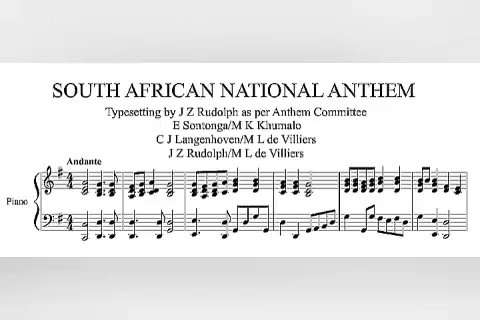 SOUTH AFRICAN NATIONAL ANTHEM
Typesetting by J Z Rudolph as per Anthem Committee
E Sontonga/M K Khumalo
C J Langenhoven/M L de Villiers
J Z Rudolph/M L de Villiers
Andante
Piano